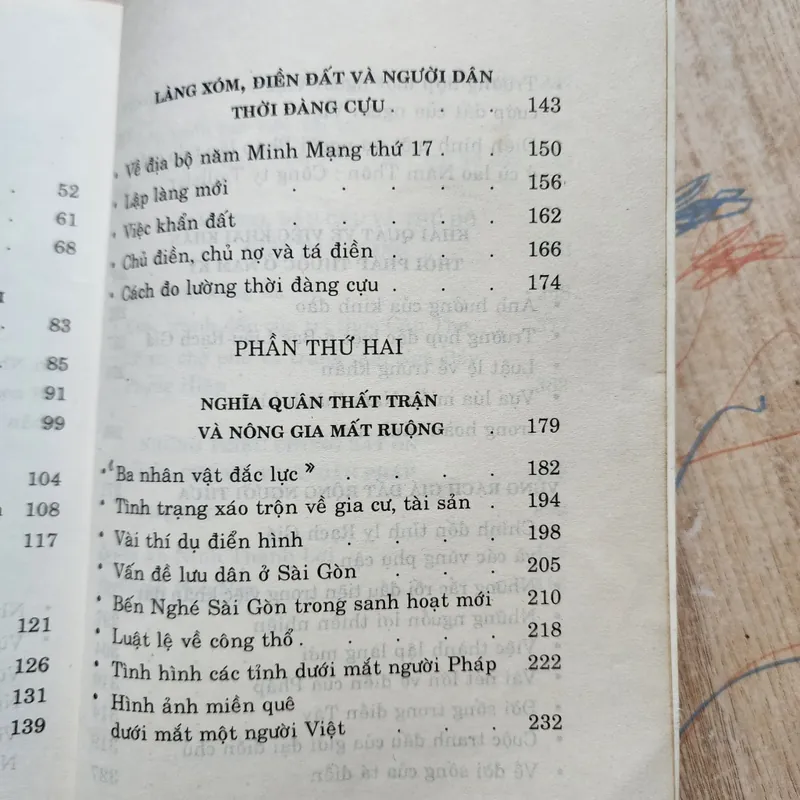 52
61
68
83
85
91
99
104
108
117
121
126
131
139
LÀNG XÓM, ĐIỀN ĐẤT VÀ NGƯỜI DÂN
THỜI ĐÀNG CỰU . . . 143
• Về địa bộ năm Minh Mạng thứ 17 . . 150
• Lập làng mới . . . . 156
• Việc khẩn đất . . . . 162
• Chủ điền, chủ nợ và tá điền . . . 166
• Cách đo lường thời đàng cựu . . . 174
PHẦN THỨ HAI
NGHĨA QUÂN THẤT TRẬN
VÀ NÔNG GIA MẤT RUỘNG . 179
• “Ba nhân vật đắc lực” . . . . 182
• Tình trạng xáo trộn về gia cư, tài sản . 194
• Vài thí dụ điển hình . . . . 198
• Vấn đề lưu dân ở Sài Gòn . . . 205
• Bến Nghé Sài Gòn trong sanh hoạt mới 210
• Luật lệ về công thổ . . . . . 218
• Tình hình các tỉnh dưới mắt người Pháp 222
• Hình ảnh miền quê
dưới mắt một người Việt . . . 232